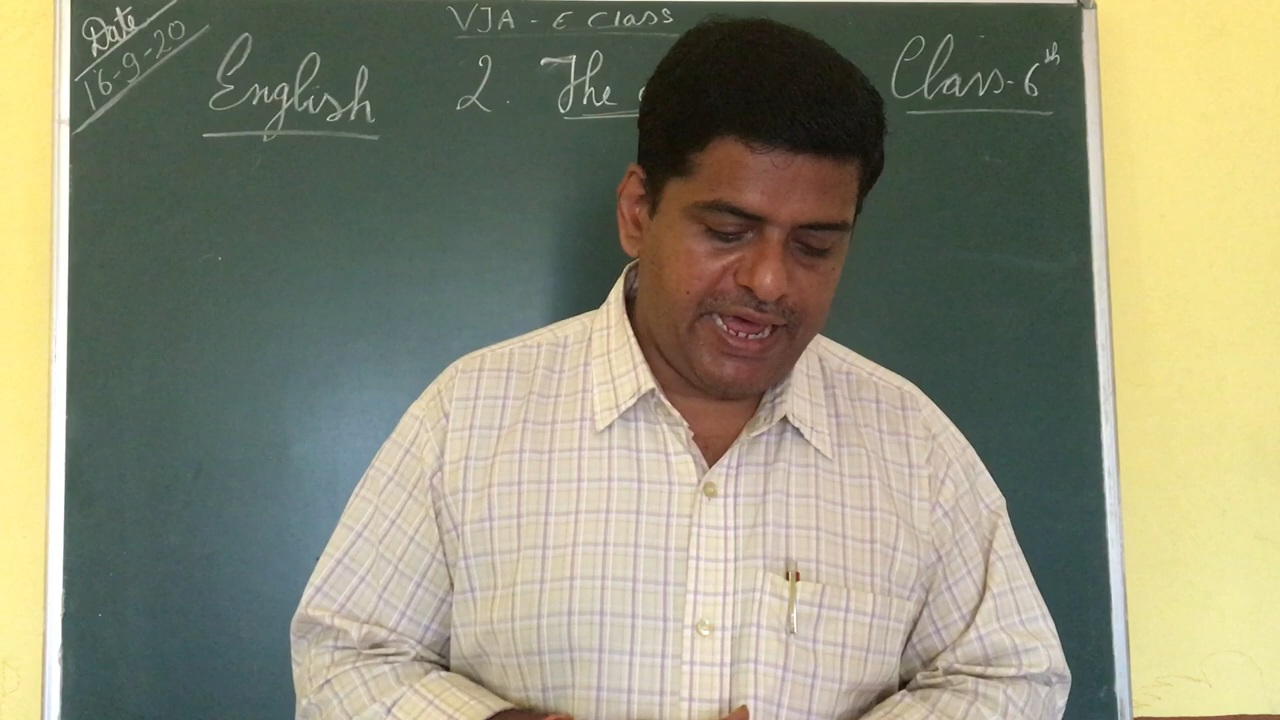 Date
16-9-20
VJA - E Class
English
2. The
Class-6th